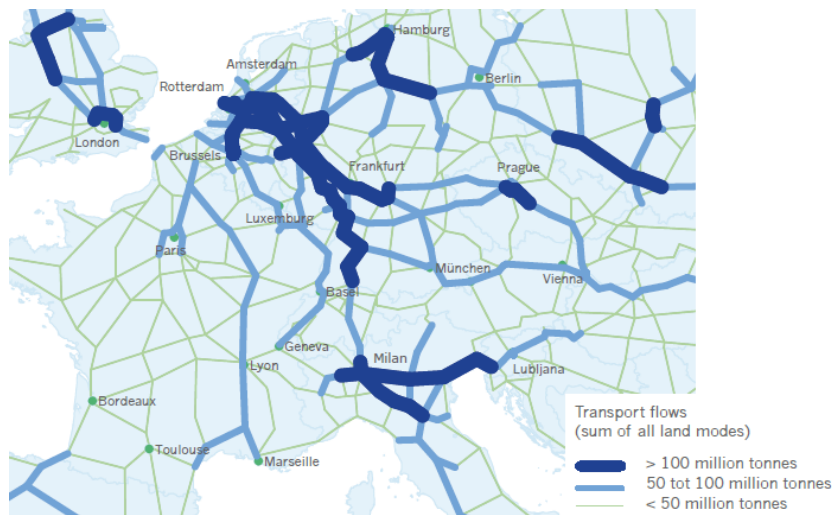 Hamburg
Amsterdam
Berlin
Rotterdam
London
Brussels
Frankfurt
Prague
Luxemburg
Paris
München
Vienna
Basel
Geneva
Milan
Lyon
Lubljana
Bordeaux
Toulouse
Marseille
Transport flows
(sum of all land modes)
> 100 million tonnes
50 tot 100 million tonnes
< 50 million tonnes